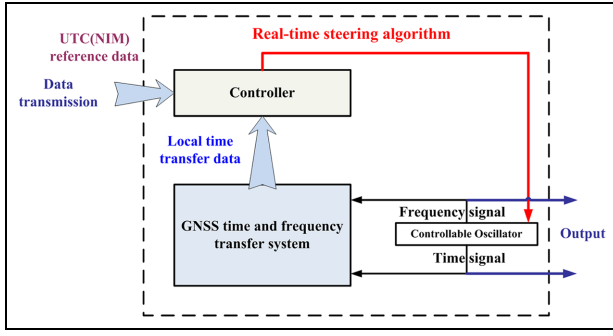 UTC(NIM)
reference data
Real-time steering algorithm
Data
transmission
Controller
Local time
transfer data
GNSS time and frequency
transfer system
Frequency signal
Controllable Oscillator
Output
Time signal